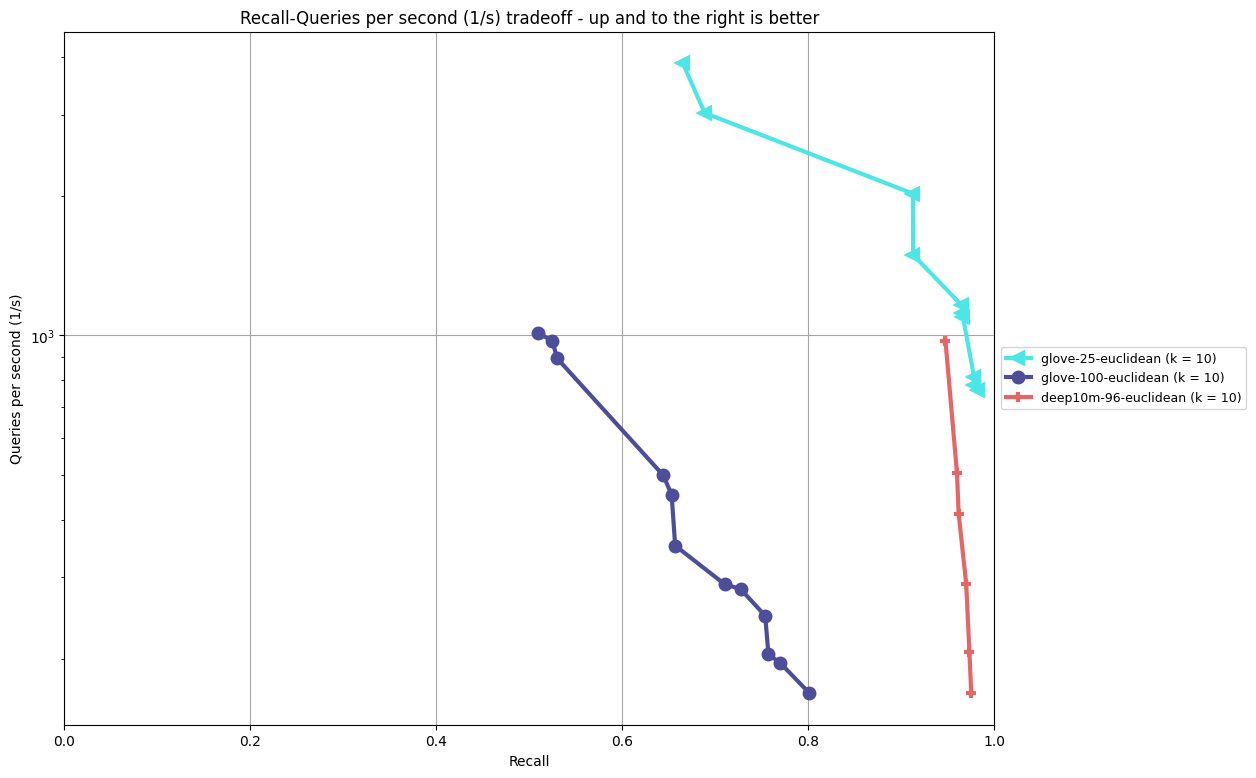 Recall-Queries per second (1/s) tradeoff - up and to the right is better
Queries per second (1/s)
10³
glove-25-euclidean (k = 10)
glove-100-euclidean (k = 10)
deep10m-96-euclidean (k = 10)
0.0 0.2 0.4 0.6 0.8 1.0
Recall